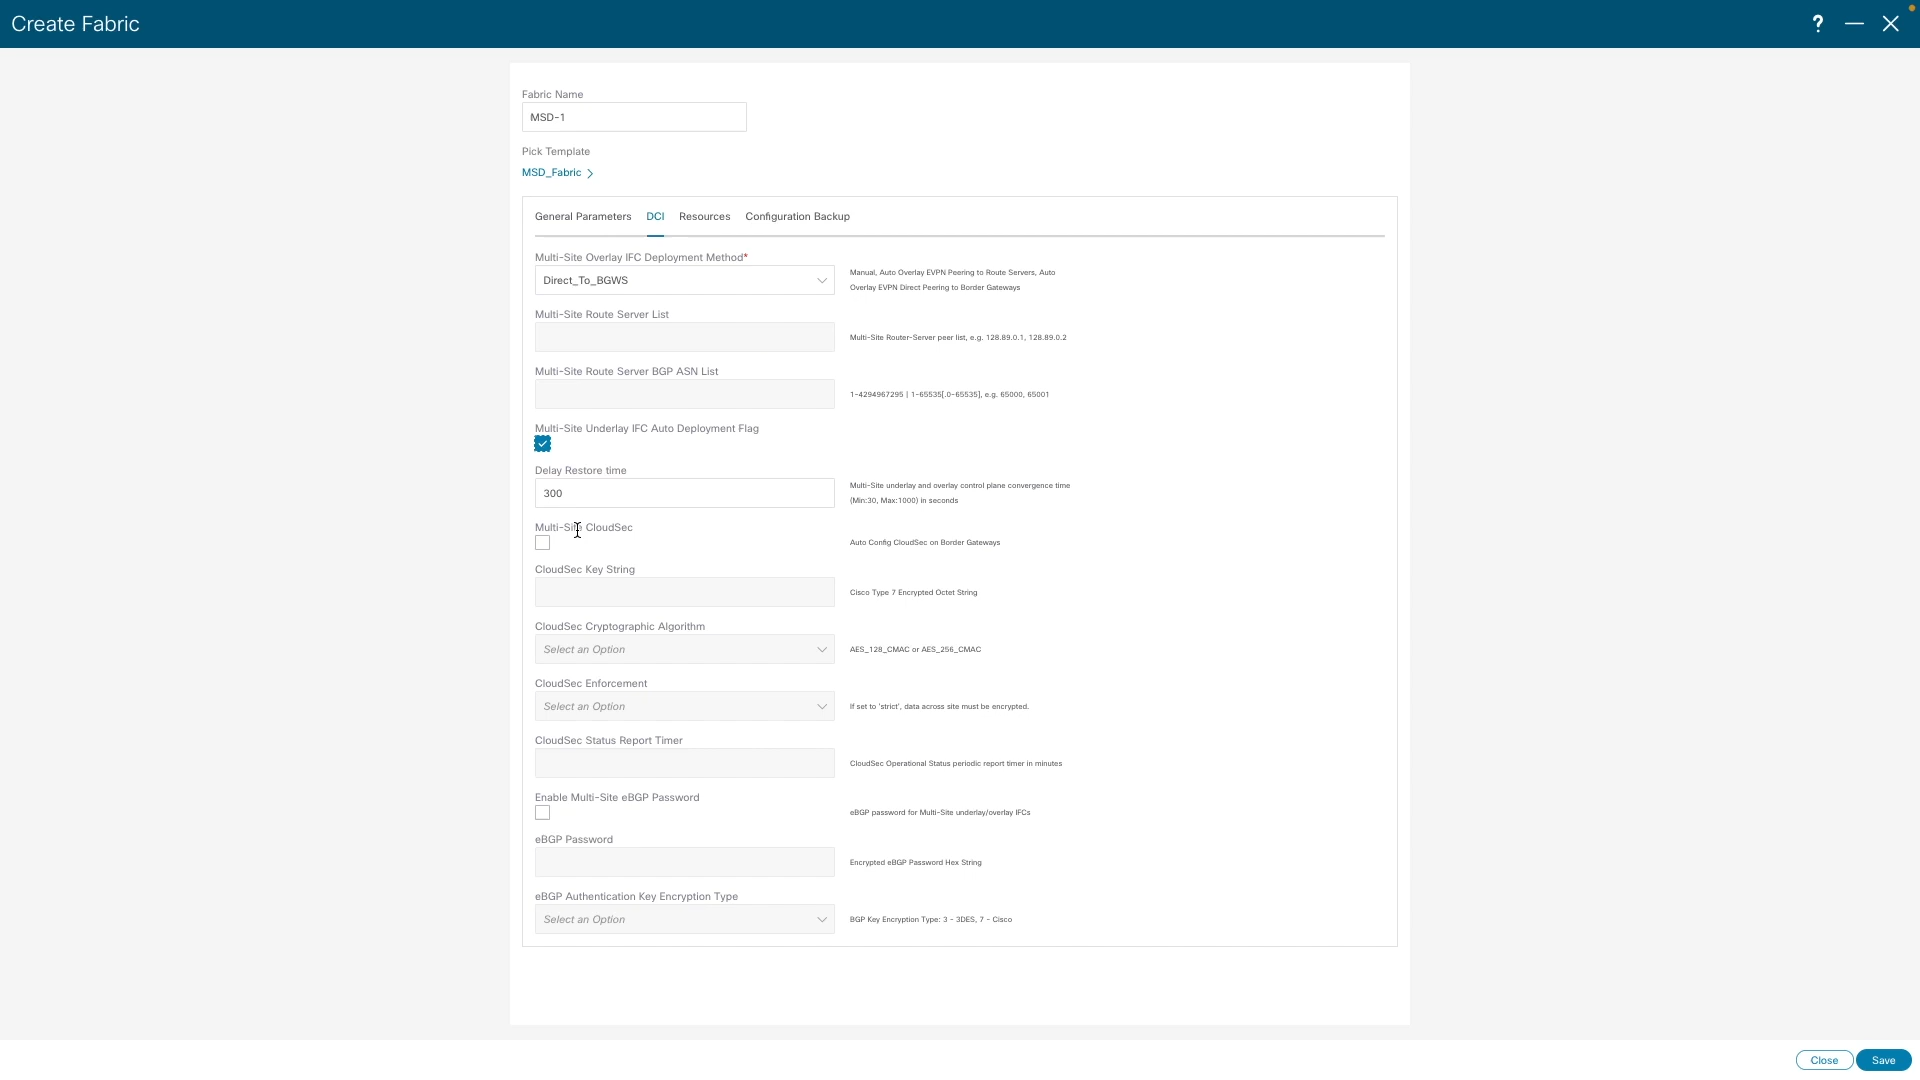 Create Fabric
?
Fabric Name
MSD-1
Pick Template
MSD_Fabric
General Parameters DCI Resources Configuration Backup
Multi-Site Overlay IFC Deployment Method*
Direct_To_BGWS
Manual, Auto Overlay EVPN Peering to Route Servers, Auto
Overlay EVPN Direct Peering to Border Gateways
Multi-Site Route Server List
Multi-Site Router-Server peer list, e.g. 128.89.0.1, 128.89.0.2
Multi-Site Route Server BGP ASN List
1-4294967295 | 1-65535[.0-65535], e.g. 65000, 65001
Multi-Site Underlay IFC Auto Deployment Flag
Delay Restore time
300
Multi-Site underlay and overlay control plane convergence time
(Min:30, Max:1000) in seconds
Multi-Site CloudSec
Auto Config CloudSec on Border Gateways
CloudSec Key String
Cisco Type 7 Encrypted Octet String
CloudSec Cryptographic Algorithm
Select an Option
AES_128_CMAC or AES_256_CMAC
CloudSec Enforcement
Select an Option
If set to 'strict', data across site must be encrypted.
CloudSec Status Report Timer
CloudSec Operational Status periodic report timer in minutes
Enable Multi-Site eBGP Password
eBGP password for Multi-Site underlay/overlay IFCs
eBGP Password
Encrypted eBGP Password Hex String
eBGP Authentication Key Encryption Type
Select an Option
BGP Key Encryption Type: 3 - 3DES, 7 - Cisco
Close Save